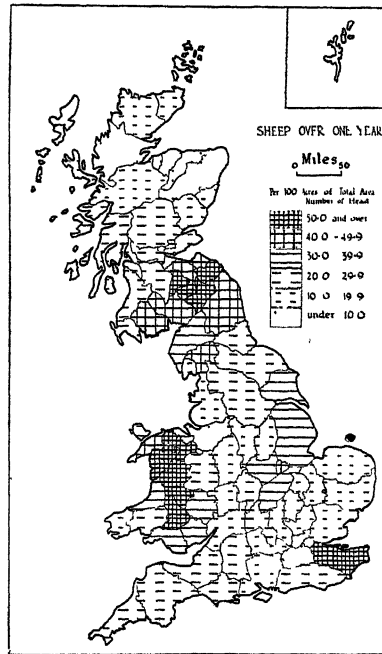 SHEEP OVER ONE YEAR
0 Miles 50
Per 100 Acres of Total Area
Number of Head
50·0 and over
40·0 - 49·9
30·0 39·9
20·0 29·9
10·0 19·9
under 10·0